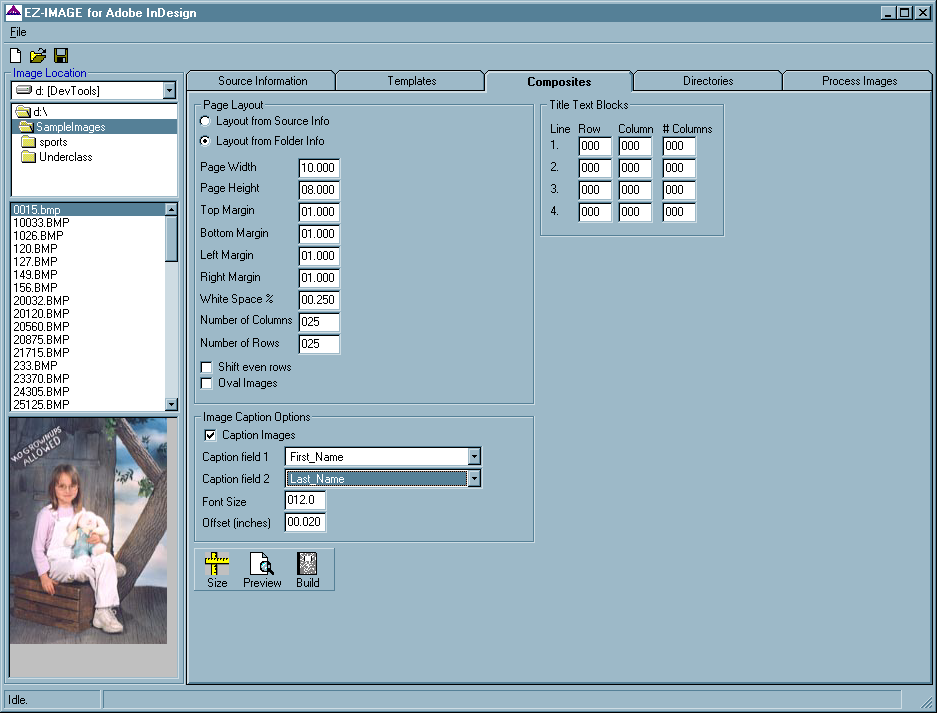 EZ-IMAGE for Adobe InDesign
File
Image Location
d: [DevTools]
d:\
SampleImages
sports
Underclass
0015.bmp
10033.BMP
1026.BMP
120.BMP
127.BMP
149.BMP
156.BMP
20032.BMP
20120.BMP
20560.BMP
20875.BMP
21715.BMP
233.BMP
23370.BMP
24305.BMP
25125.BMP
NO GROWNUPS
ALLOWED
Source Information
Templates
Composites
Directories
Process Images
Page Layout
Layout from Source Info
Layout from Folder Info
Page Width 10.000
Page Height 08.000
Top Margin 01.000
Bottom Margin 01.000
Left Margin 01.000
Right Margin 01.000
White Space % 00.250
Number of Columns 025
Number of Rows 025
Shift even rows
Oval Images
Title Text Blocks
Line Row Column # Columns
1. 000 000 000
2. 000 000 000
3. 000 000 000
4. 000 000 000
Image Caption Options
Caption Images
Caption field 1 First_Name
Caption field 2 Last_Name
Font Size 012.0
Offset (inches) 00.020
Size Preview Build
Idle.